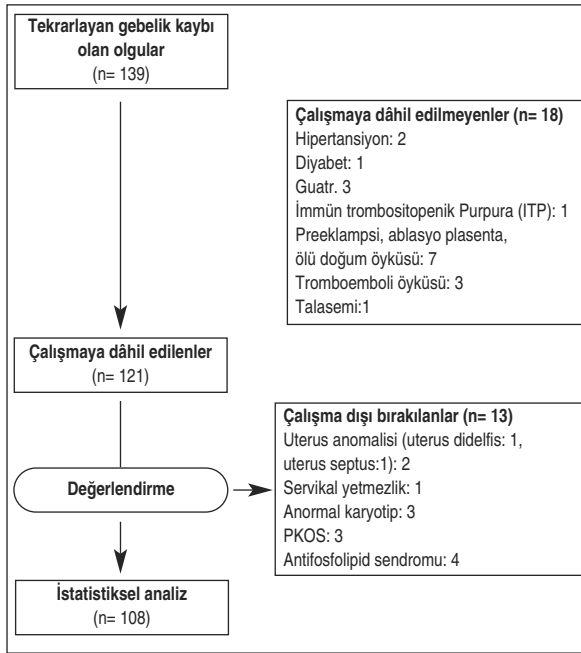 Tekrarlayan gebelik kaybı
olan olgular
(n= 139)
Çalışmaya dâhil edilmeyenler (n= 18)
Hipertansiyon: 2
Diyabet: 1
Guatr. 3
İmmün trombositopenik Purpura (ITP): 1
Preeklampsi, ablasyo plasenta,
ölü doğum öyküsü: 7
Tromboemboli öyküsü: 3
Talasemi:1
Çalışmaya dâhil edilenler
(n= 121)
Çalışma dışı bırakılanlar (n= 13)
Uterus anomalisi (uterus didelfis: 1,
uterus septus:1): 2
Servikal yetmezlik: 1
Anormal karyotip: 3
PKOS: 3
Antifosfolipid sendromu: 4
Değerlendirme
İstatistiksel analiz
(n= 108)